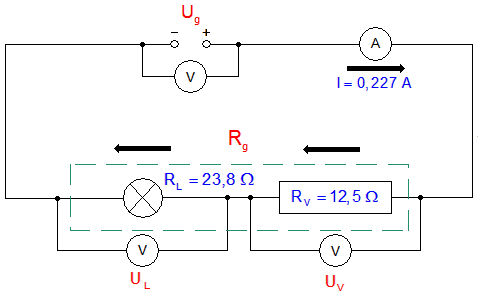 U g
− +
A
V
I = 0,227 A
R g
R L = 23,8 Ω
R V = 12,5 Ω
V
V
U L
U V